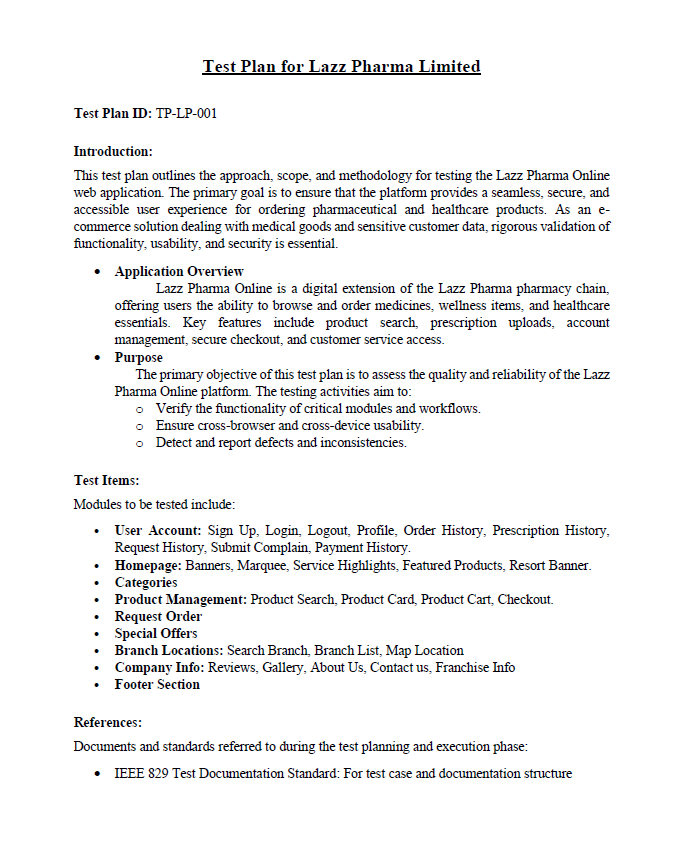 Test Plan for Lazz Pharma Limited
Test Plan ID: TP-LP-001
Introduction:
This test plan outlines the approach, scope, and methodology for testing the Lazz Pharma Online
web application. The primary goal is to ensure that the platform provides a seamless, secure, and
accessible user experience for ordering pharmaceutical and healthcare products. As an e-
commerce solution dealing with medical goods and sensitive customer data, rigorous validation of
functionality, usability, and security is essential.
• Application Overview
Lazz Pharma Online is a digital extension of the Lazz Pharma pharmacy chain,
offering users the ability to browse and order medicines, wellness items, and healthcare
essentials. Key features include product search, prescription uploads, account
management, secure checkout, and customer service access.
• Purpose
The primary objective of this test plan is to assess the quality and reliability of the Lazz
Pharma Online platform. The testing activities aim to:
o Verify the functionality of critical modules and workflows.
o Ensure cross-browser and cross-device usability.
o Detect and report defects and inconsistencies.
Test Items:
Modules to be tested include:
• User Account: Sign Up, Login, Logout, Profile, Order History, Prescription History,
Request History, Submit Complain, Payment History.
• Homepage: Banners, Marquee, Service Highlights, Featured Products, Resort Banner.
• Categories
• Product Management: Product Search, Product Card, Product Cart, Checkout.
• Request Order
• Special Offers
• Branch Locations: Search Branch, Branch List, Map Location
• Company Info: Reviews, Gallery, About Us, Contact us, Franchise Info
• Footer Section
References:
Documents and standards referred to during the test planning and execution phase:
• IEEE 829 Test Documentation Standard: For test case and documentation structure